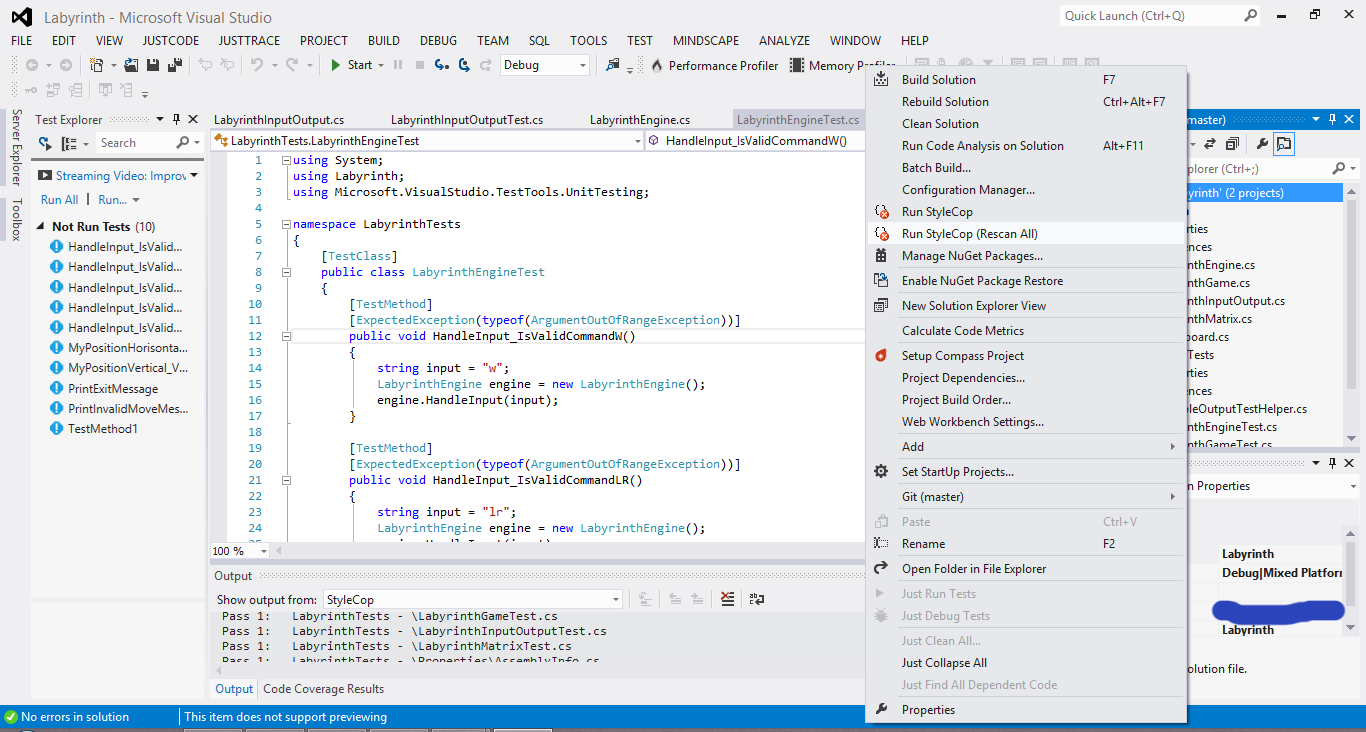 Labyrinth - Microsoft Visual Studio
Quick Launch (Ctrl+Q)
FILE EDIT VIEW JUSTCODE JUSTTRACE PROJECT BUILD DEBUG TEAM SQL TOOLS TEST MINDSCAPE ANALYZE WINDOW HELP
Start Debug Performance Profiler Memory Profiler
Server Explorer
Toolbox
Test Explorer
Search
Streaming Video: Improv
Run All | Run...
Not Run Tests (10)
HandleInput_IsValid...
HandleInput_IsValid...
HandleInput_IsValid...
HandleInput_IsValid...
HandleInput_IsValid...
MyPositionHorisonta...
MyPositionVertical_V...
PrintExitMessage
PrintInvalidMoveMes...
TestMethod1
LabyrinthInputOutput.cs LabyrinthInputOutputTest.cs LabyrinthEngine.cs LabyrinthEngineTest.cs
LabyrinthTests.LabyrinthEngineTest HandleInput_IsValidCommandW()
1 using System;
2 using Labyrinth;
3 using Microsoft.VisualStudio.TestTools.UnitTesting;
4
5 namespace LabyrinthTests
6 {
7 [TestClass]
8 public class LabyrinthEngineTest
9 {
10 [TestMethod]
11 [ExpectedException(typeof(ArgumentOutOfRangeException))]
12 public void HandleInput_IsValidCommandW()
13 {
14 string input = "w";
15 LabyrinthEngine engine = new LabyrinthEngine();
16 engine.HandleInput(input);
17 }
18
19 [TestMethod]
20 [ExpectedException(typeof(ArgumentOutOfRangeException))]
21 public void HandleInput_IsValidCommandLR()
22 {
23 string input = "lr";
24 LabyrinthEngine engine = new LabyrinthEngine();
100 %
Output
Show output from: StyleCop
Pass 1: LabyrinthTests - \LabyrinthGameTest.cs
Pass 1: LabyrinthTests - \LabyrinthInputOutputTest.cs
Pass 1: LabyrinthTests - \LabyrinthMatrixTest.cs
Pass 1: LabyrinthTests - \Properties\AssemblyInfo.cs
Output Code Coverage Results
Build Solution F7
Rebuild Solution Ctrl+Alt+F7
Clean Solution
Run Code Analysis on Solution Alt+F11
Batch Build...
Configuration Manager...
Run StyleCop
Run StyleCop (Rescan All)
Manage NuGet Packages...
Enable NuGet Package Restore
New Solution Explorer View
Calculate Code Metrics
Setup Compass Project
Project Dependencies...
Project Build Order...
Web Workbench Settings...
Add
Set StartUp Projects...
Git (master)
Paste Ctrl+V
Rename F2
Open Folder in File Explorer
Just Run Tests
Just Debug Tests
Just Clean All...
Just Collapse All
Just Find All Dependent Code
Properties
master)
plorer (Ctrl+;)
yrinth' (2 projects)
rties
nces
nthEngine.cs
nthGame.cs
nthInputOutput.cs
nthMatrix.cs
board.cs
Tests
rties
nces
leOutputTestHelper.cs
nthEngineTest.cs
nthGameTest.cs
n Properties
Labyrinth
Debug|Mixed Platforr
Labyrinth
olution file.
No errors in solution | This item does not support previewing